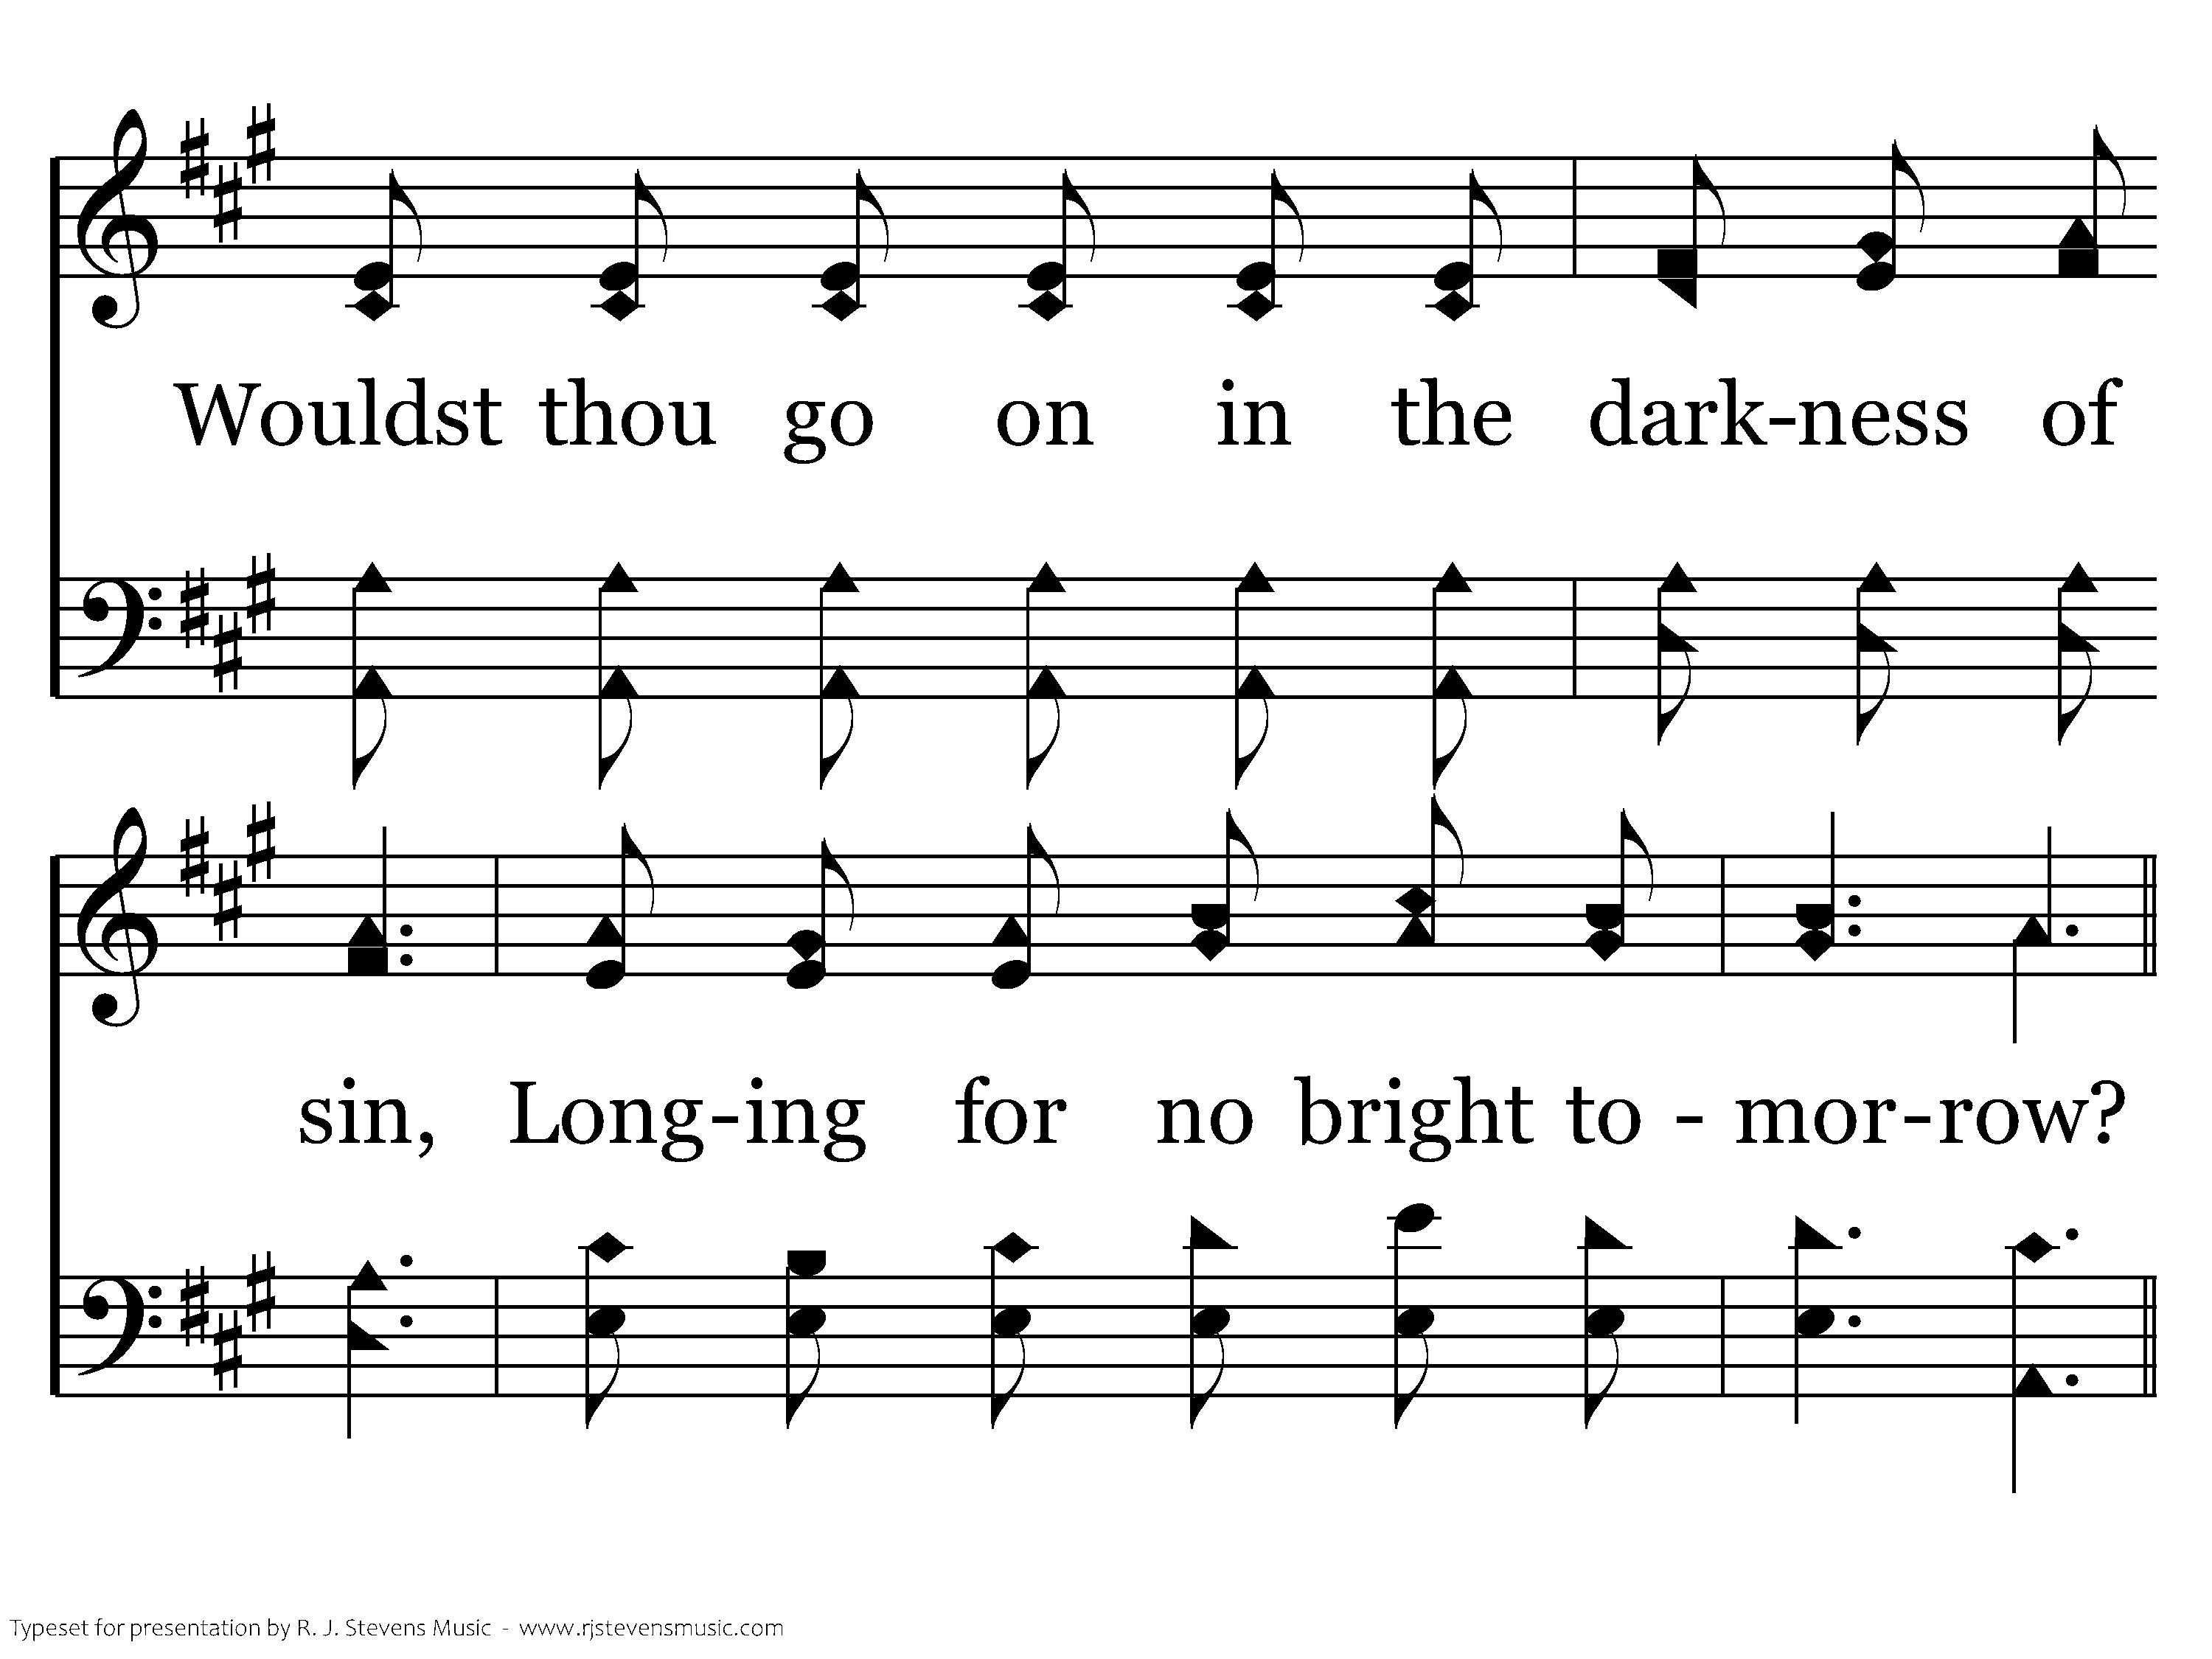 Wouldst thou go on in the dark-ness of
sin, Long-ing for no bright to - mor-row?
Typeset for presentation by R. J. Stevens Music - www.rjstevensmusic.com